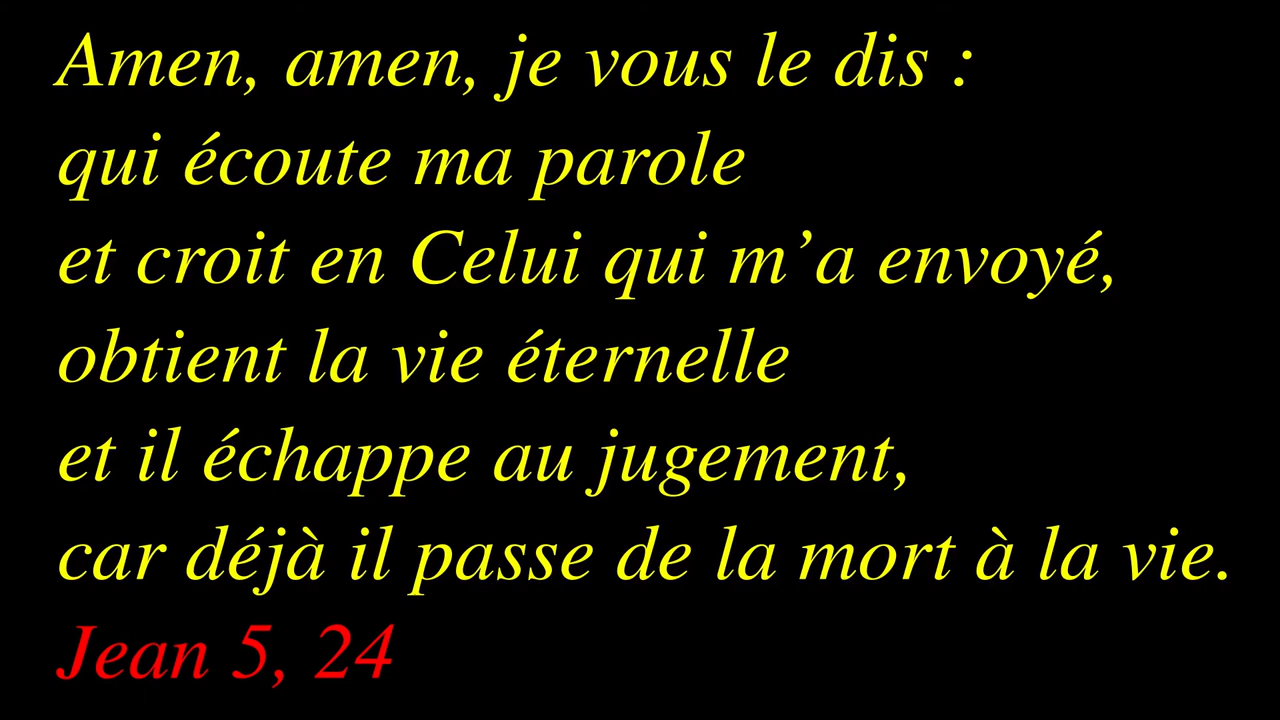 Amen, amen, je vous le dis :
qui écoute ma parole
et croit en Celui qui m’a envoyé,
obtient la vie éternelle
et il échappe au jugement,
car déjà il passe de la mort à la vie.
Jean 5, 24